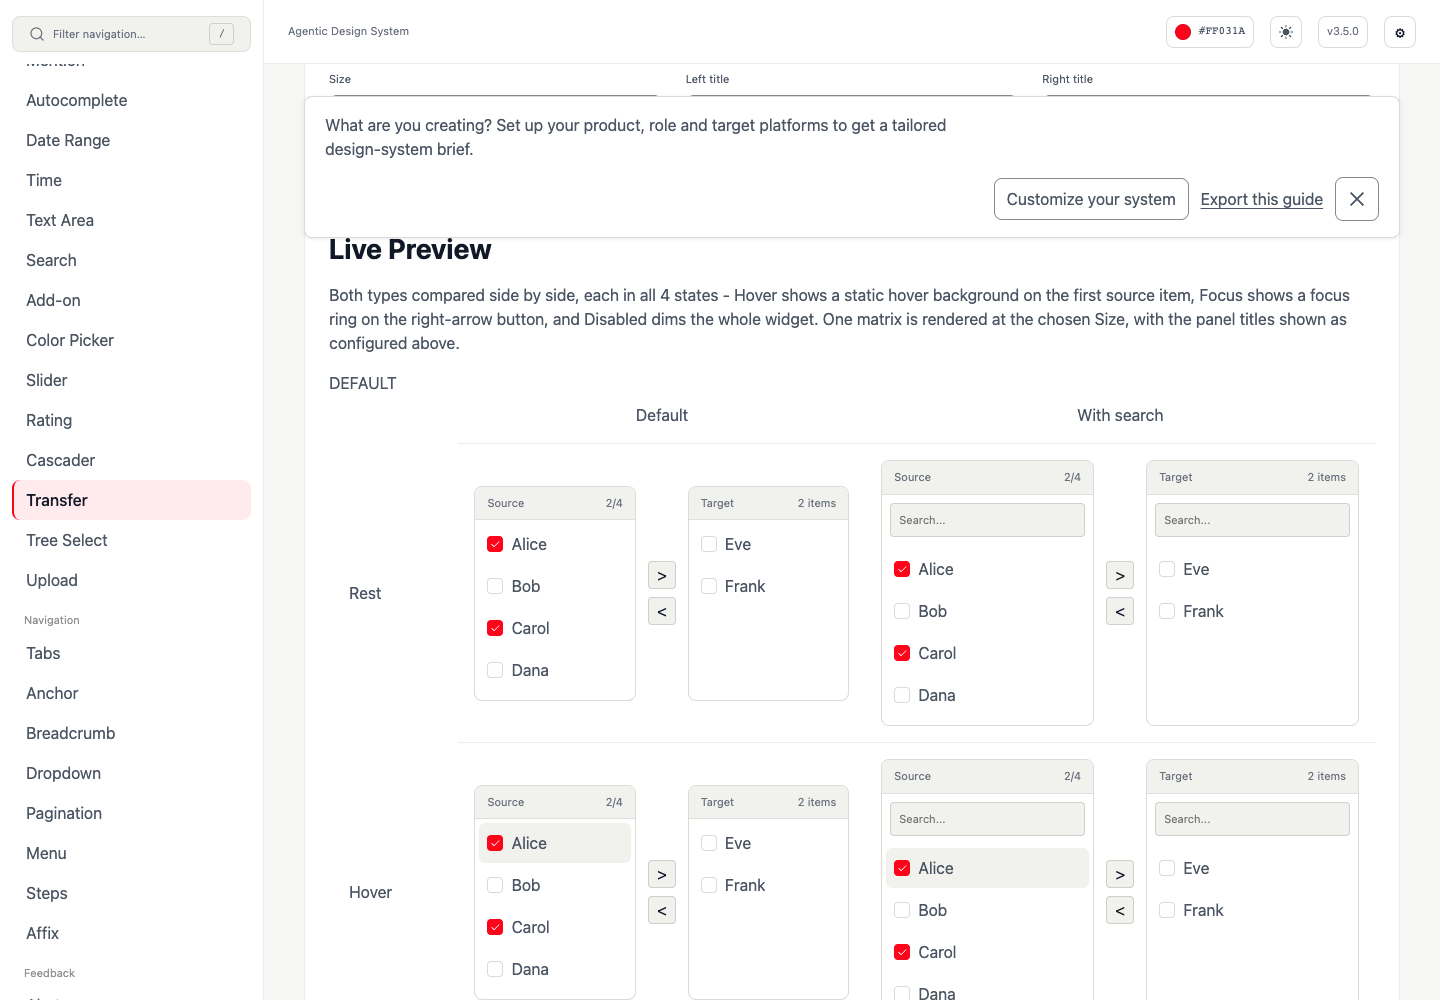 Filter navigation...
/
Mention
Autocomplete
Date Range
Time
Text Area
Search
Add-on
Color Picker
Slider
Rating
Cascader
Transfer
Tree Select
Upload
Navigation
Tabs
Anchor
Breadcrumb
Dropdown
Pagination
Menu
Steps
Affix
Feedback
Agentic Design System
#FF031A
v3.5.0
Size
Left title
Right title
What are you creating? Set up your product, role and target platforms to get a tailored
design-system brief.
Customize your system
Export this guide
Live Preview
Both types compared side by side, each in all 4 states - Hover shows a static hover background on the first source item, Focus shows a focus
ring on the right-arrow button, and Disabled dims the whole widget. One matrix is rendered at the chosen Size, with the panel titles shown as
configured above.
DEFAULT
Default
With search
Rest
Source 2/4
Alice
Bob
Carol
Dana
>
<
Target 2 items
Eve
Frank
Source 2/4
Search...
Alice
Bob
Carol
Dana
>
<
Target 2 items
Search...
Eve
Frank
Hover
Source 2/4
Alice
Bob
Carol
Dana
>
<
Target 2 items
Eve
Frank
Source 2/4
Search...
Alice
Bob
Carol
Dana
>
<
Target 2 items
Search...
Eve
Frank